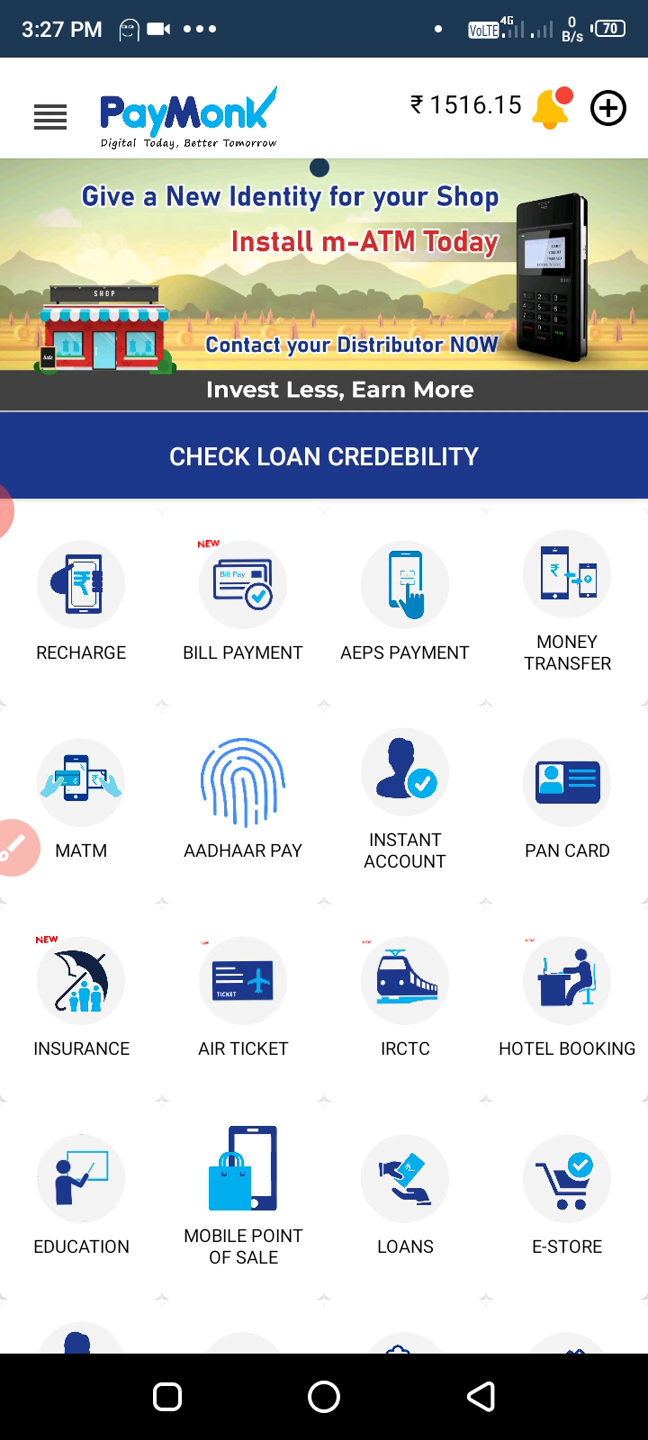 3:27 PM
VoLTE 4G 0 B/s 70
PayMonk
Digital Today, Better Tomorrow
₹ 1516.15
Give a New Identity for your Shop
Install m-ATM Today
SHOP
Sale
Contact your Distributor NOW
Invest Less, Earn More
CHECK LOAN CREDEBILITY
NEW
Bill Pay
RECHARGE
BILL PAYMENT
AEPS PAYMENT
MONEY
TRANSFER
MATM
AADHAAR PAY
INSTANT
ACCOUNT
PAN CARD
NEW
TICKET
INSURANCE
AIR TICKET
IRCTC
HOTEL BOOKING
EDUCATION
MOBILE POINT
OF SALE
LOANS
E-STORE